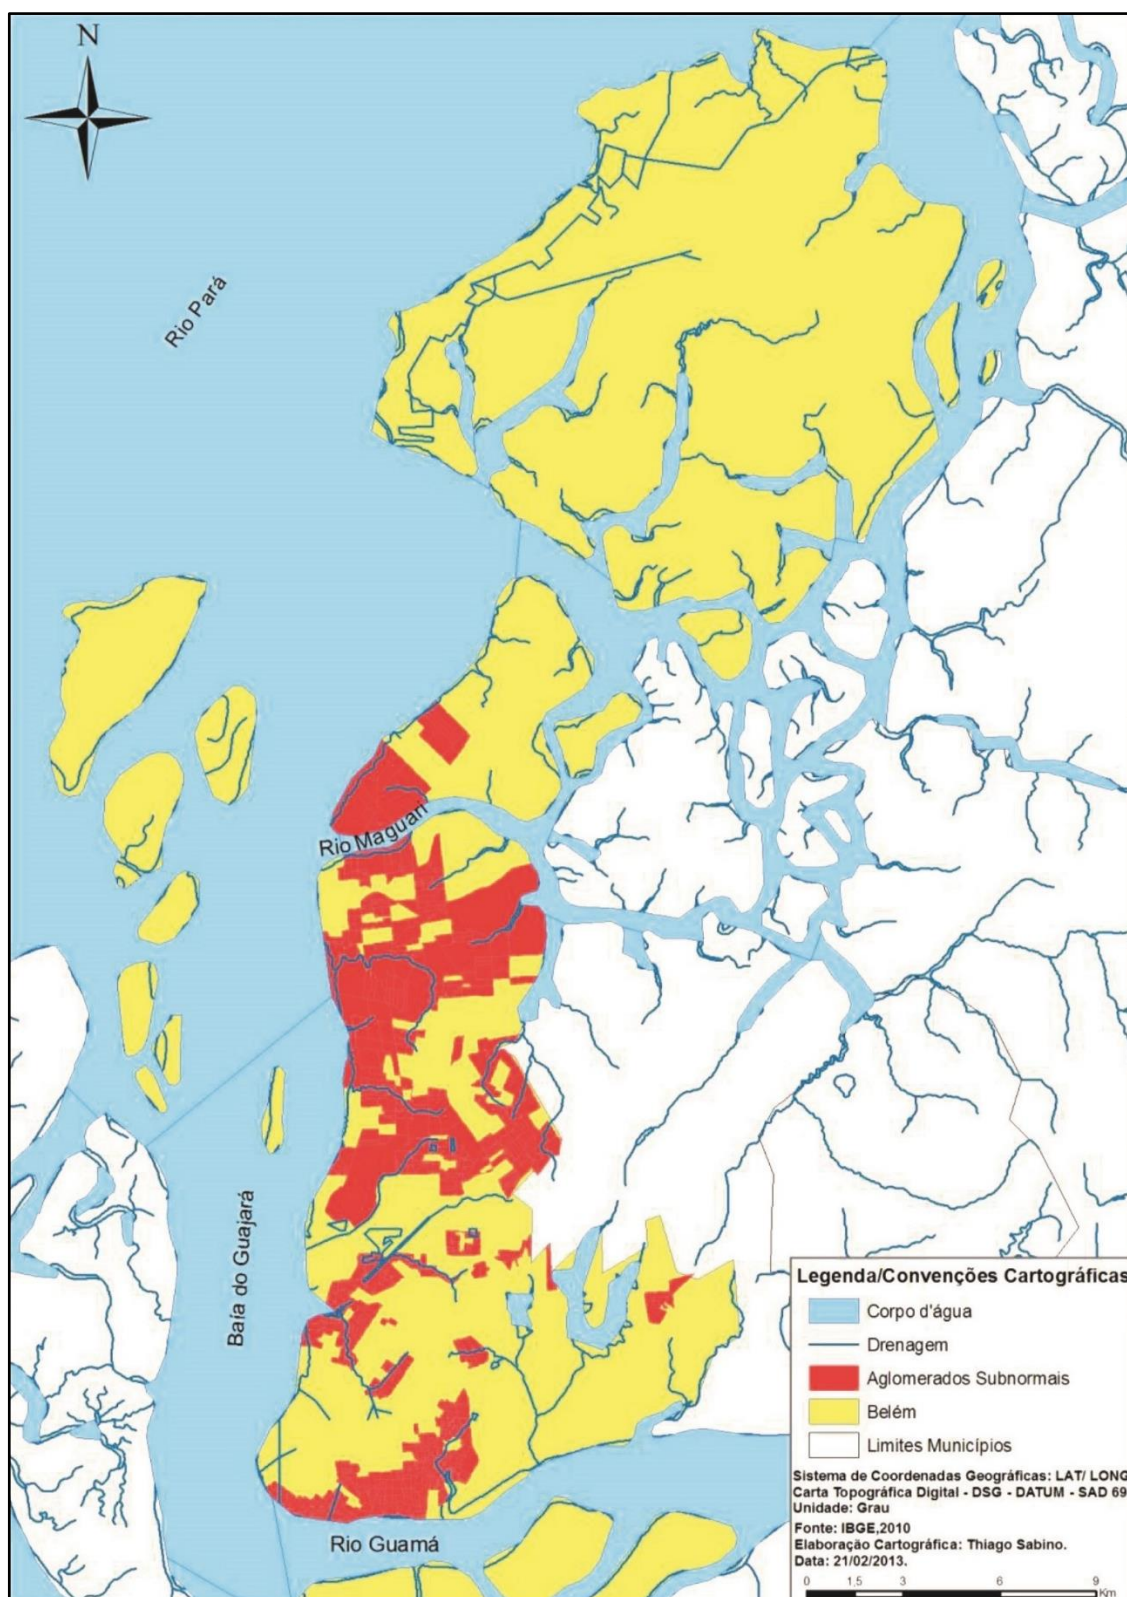 N
Rio Pará
Rio Maguari
Baía do Guajará
Rio Guamá
Legenda/Convenções Cartográficas
Corpo d'água
Drenagem
Aglomerados Subnormais
Belém
Limites Municípios
Sistema de Coordenadas Geográficas: LAT/ LONG
Carta Topográfica Digital - DSG - DATUM - SAD 69
Unidade: Grau
Fonte: IBGE,2010
Elaboração Cartográfica: Thiago Sabino.
Data: 21/02/2013.
0 1,5 3 6 9
Km